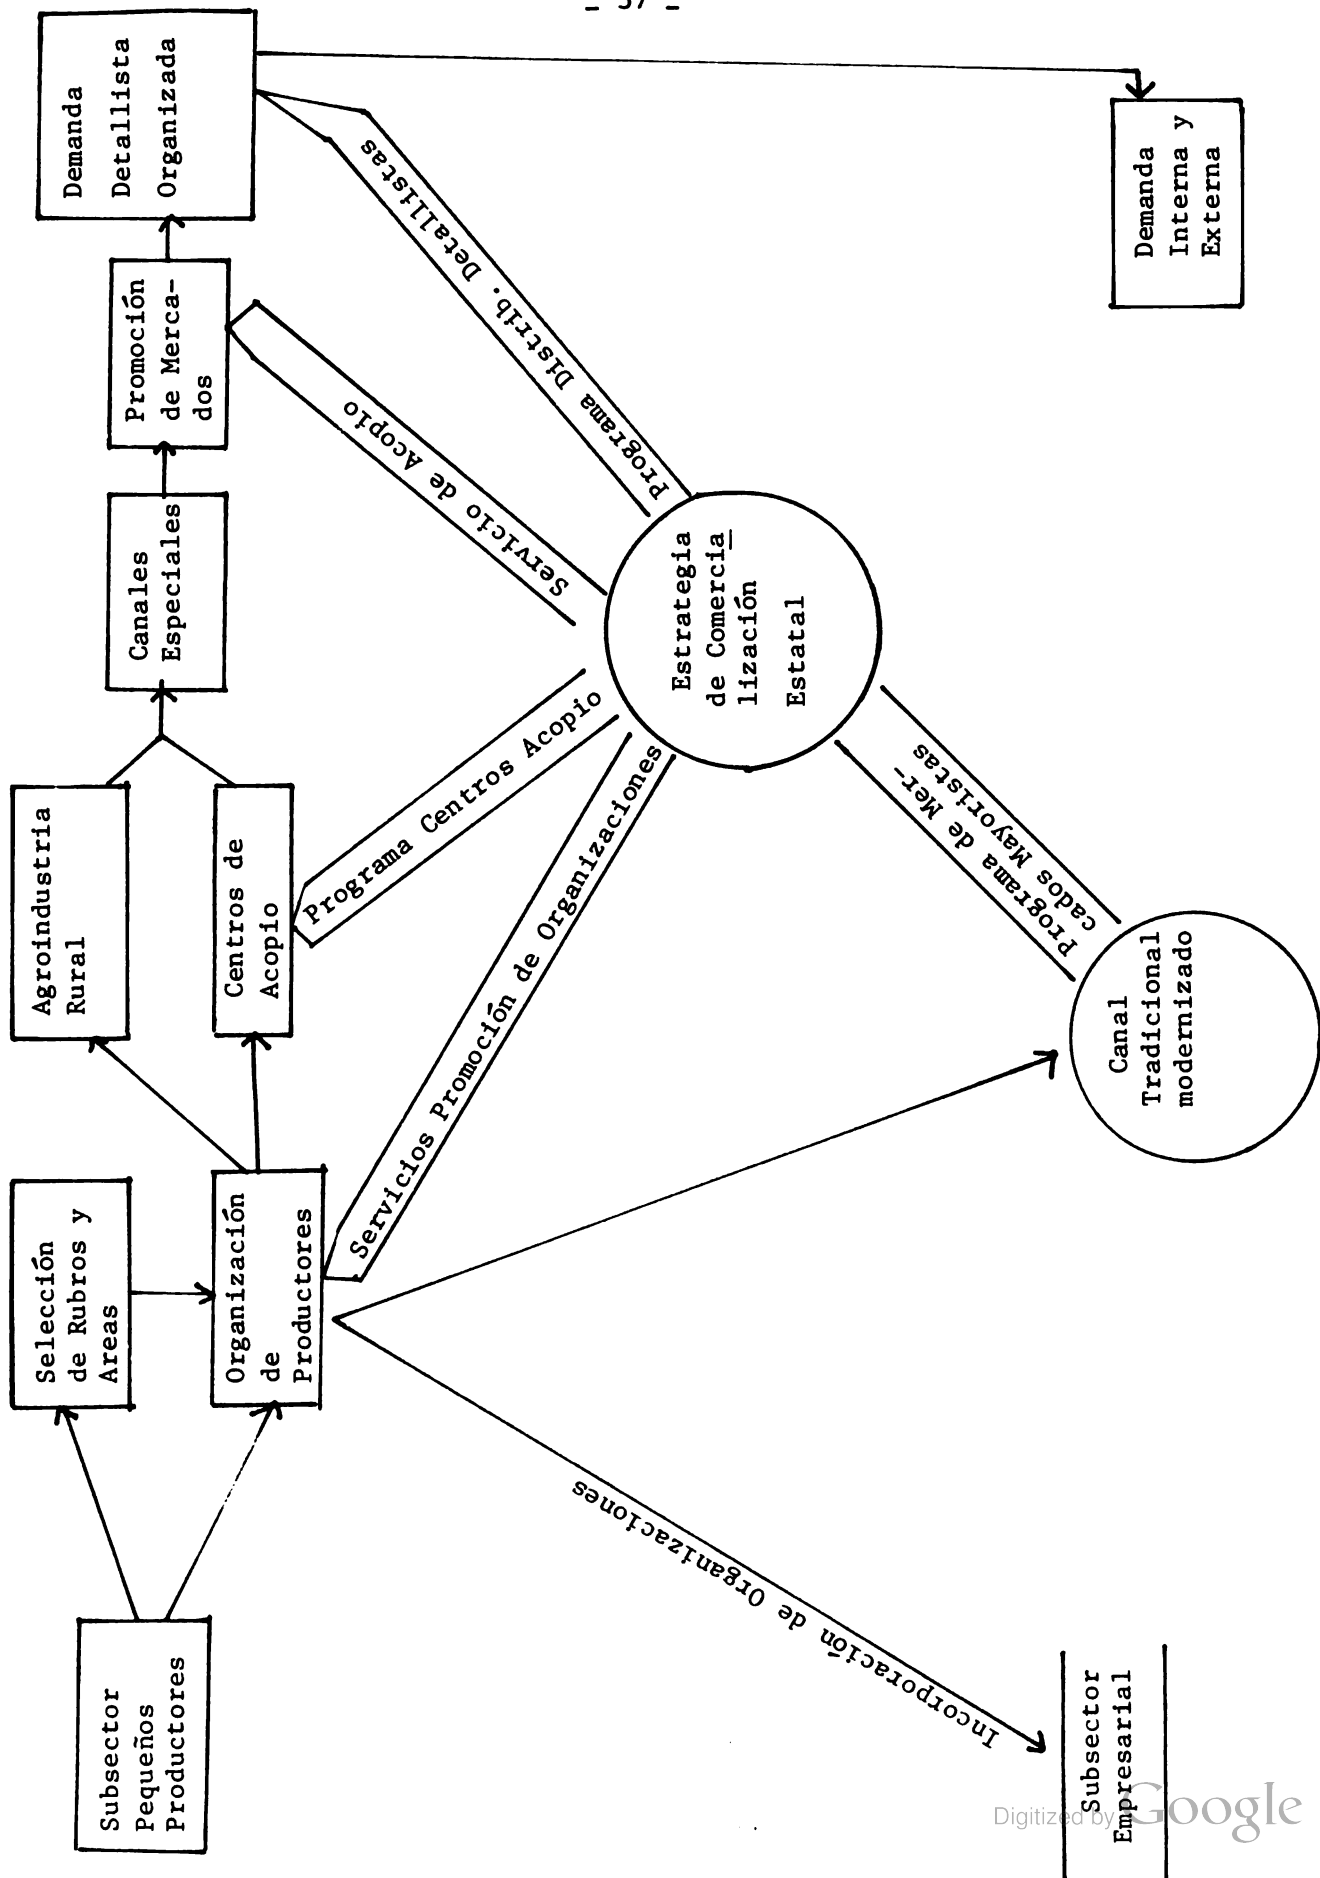 - 37 -
Subsector
Pequeños
Productores
Selección
de Rubros y
Areas
Organización
de
Productores
Agroindustria
Rural
Centros de
Acopio
Canales
Especiales
Promoción
de Merca-
dos
Demanda
Detallista
Organizada
Servicios Promoción de Organizaciones
Programa Centros Acopio
Servicio de Acopio
Programa Distrib. Detallistas
Estrategia
de Comercia
lización
Estatal
Programa de Mer-
cados Mayoristas
Incorporación de Organizaciones
Subsector
Empresarial
Canal
Tradicional
modernizado
Demanda
Interna y
Externa
Digitized by Google